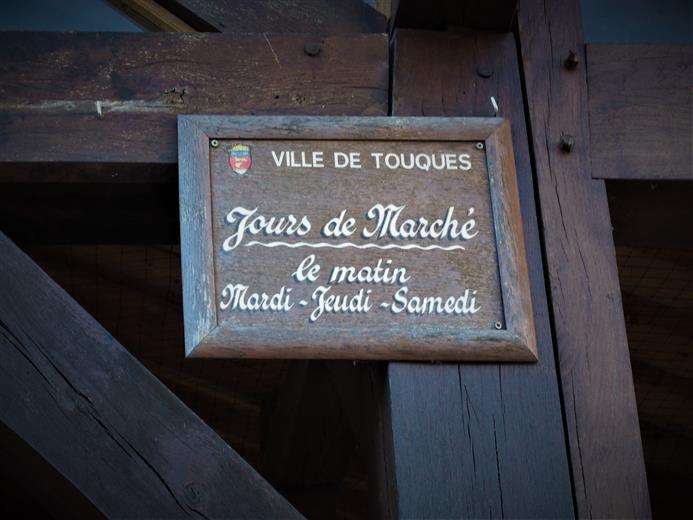 VILLE DE TOUQUES
Jours de Marché
le matin
Mardi - Jeudi - Samedi